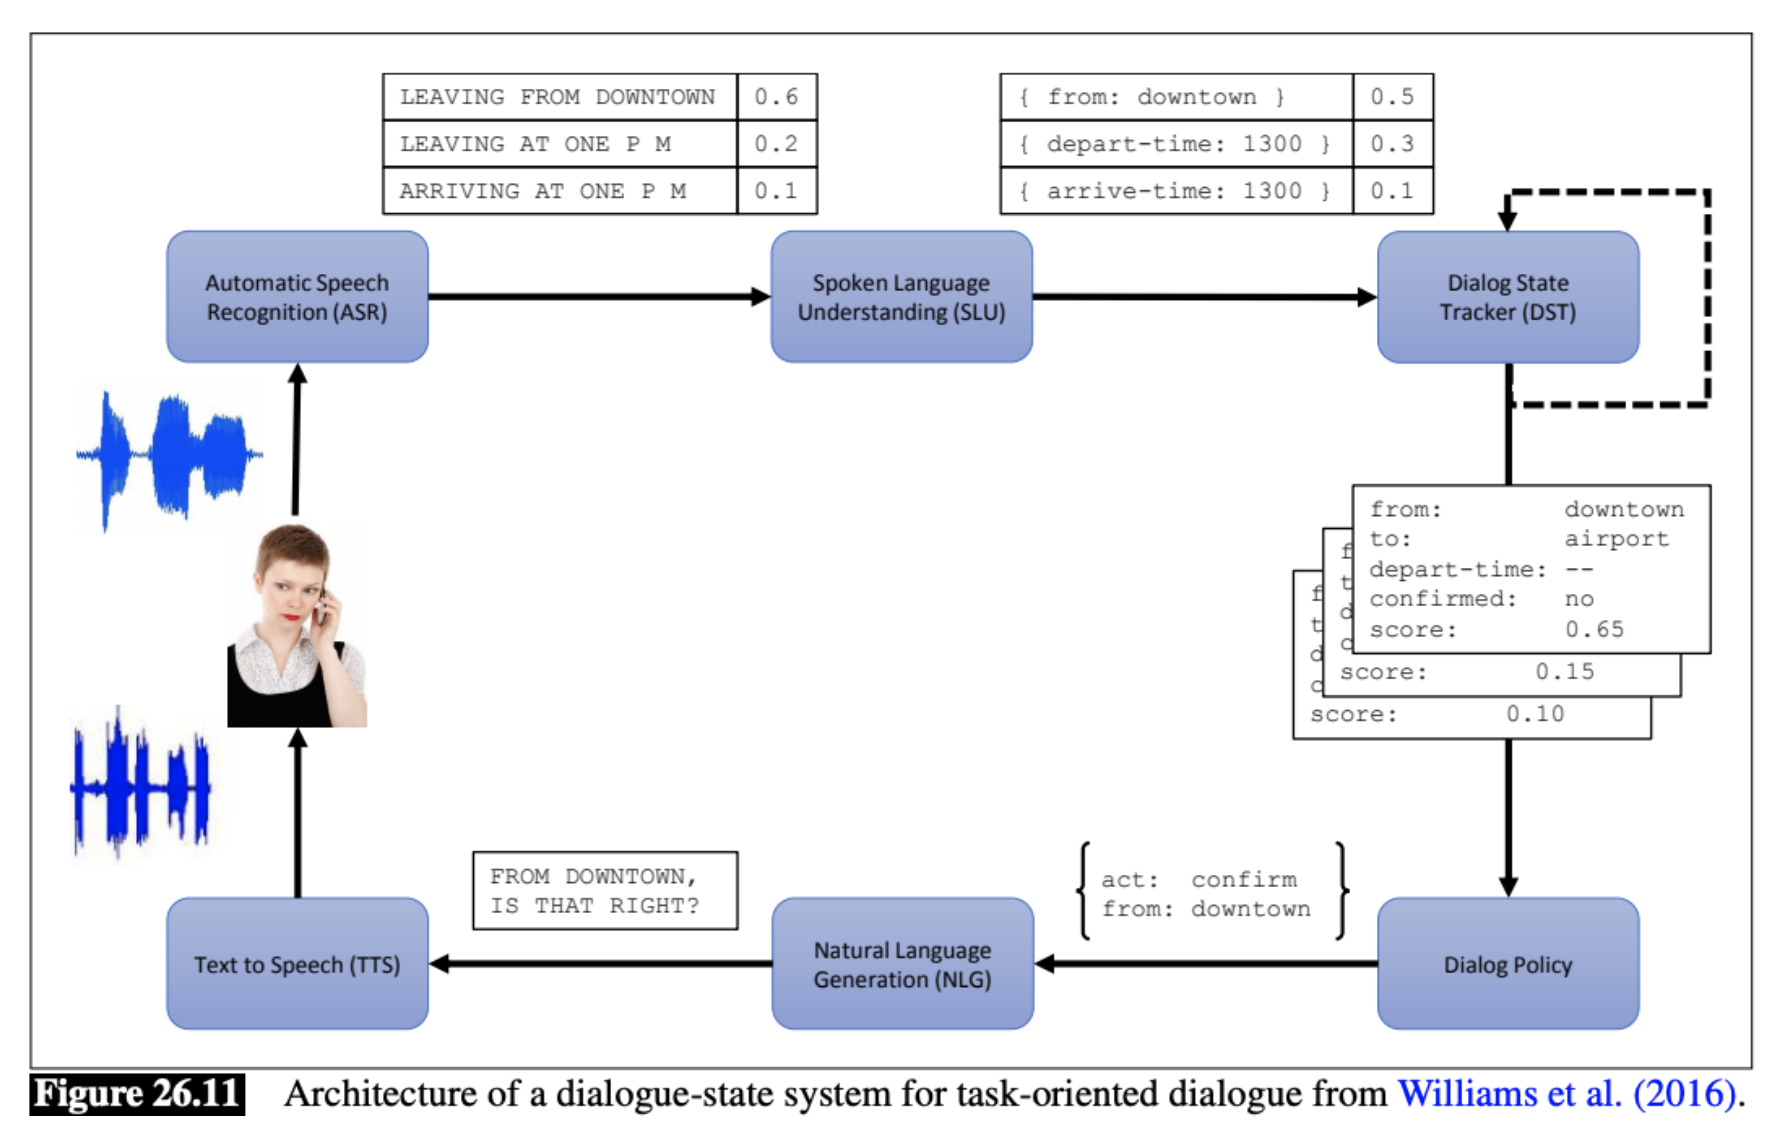 LEAVING FROM DOWNTOWN 0.6
LEAVING AT ONE P M 0.2
ARRIVING AT ONE P M 0.1
{ from: downtown } 0.5
{ depart-time: 1300 } 0.3
{ arrive-time: 1300 } 0.1
Automatic Speech
Recognition (ASR)
Spoken Language
Understanding (SLU)
Dialog State
Tracker (DST)
from: downtown
to: airport
depart-time: --
confirmed: no
score: 0.65
f
t
d
c
score: 0.15
f
t
d
c
score: 0.10
FROM DOWNTOWN,
IS THAT RIGHT?
act: confirm
from: downtown
Text to Speech (TTS)
Natural Language
Generation (NLG)
Dialog Policy
Figure 26.11 Architecture of a dialogue-state system for task-oriented dialogue from Williams et al. (2016).